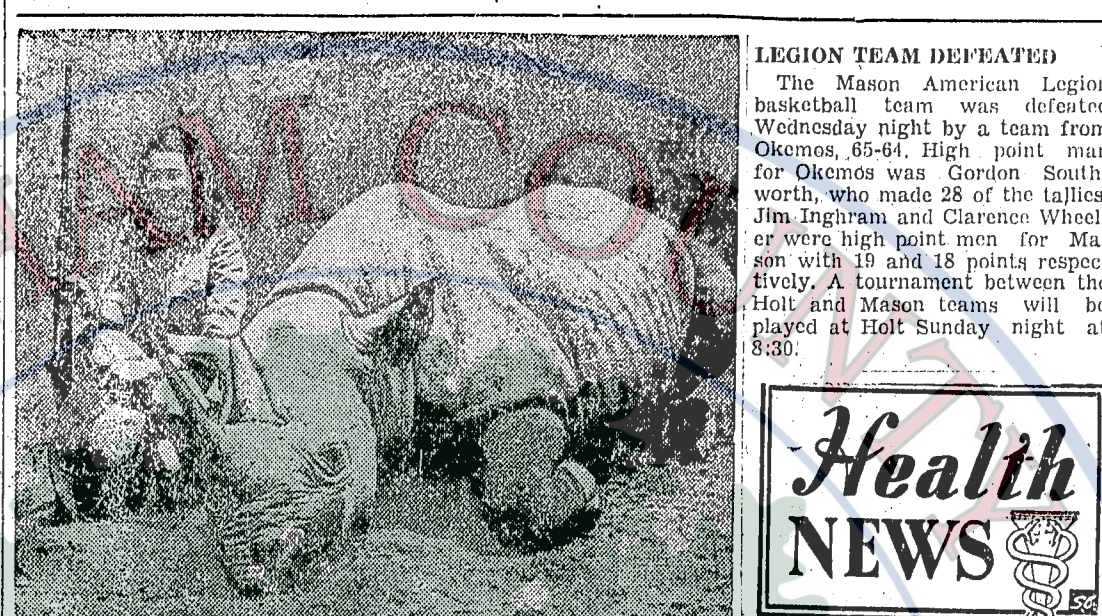 LEGION TEAM DEFEATED
The Mason American Legion
basketball team was defeated
Wednesday night by a team from
Okemos, 65-64. High point man
for Okemos was Gordon South-
worth, who made 28 of the tallies.
Jim Inghram and Clarence Wheel-
er were high point men for Ma-
son with 19 and 18 points respec-
tively. A tournament between the
Holt and Mason teams will be
played at Holt Sunday night at
8:30.
Health
NEWS
AM COUNTY